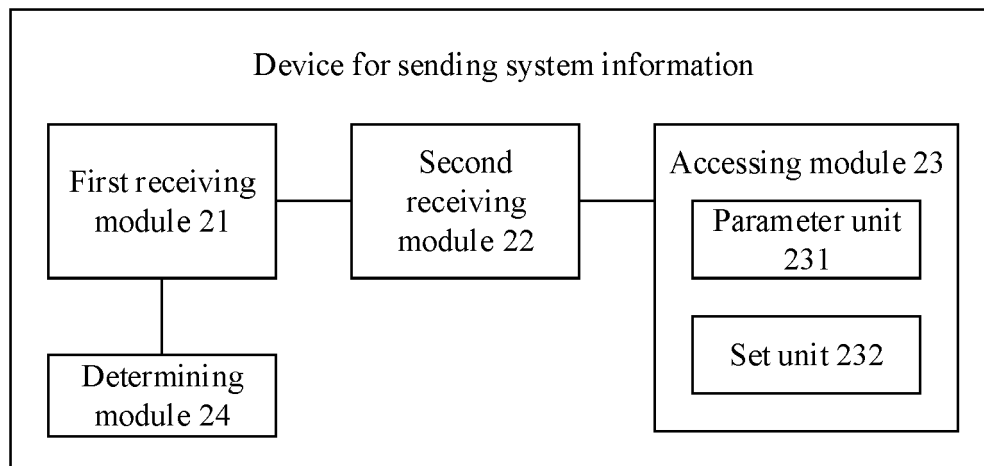 Device for sending system information
First receiving
module 21
Second
receiving
module 22
Accessing module 23
Parameter unit
231
Set unit 232
Determining
module 24